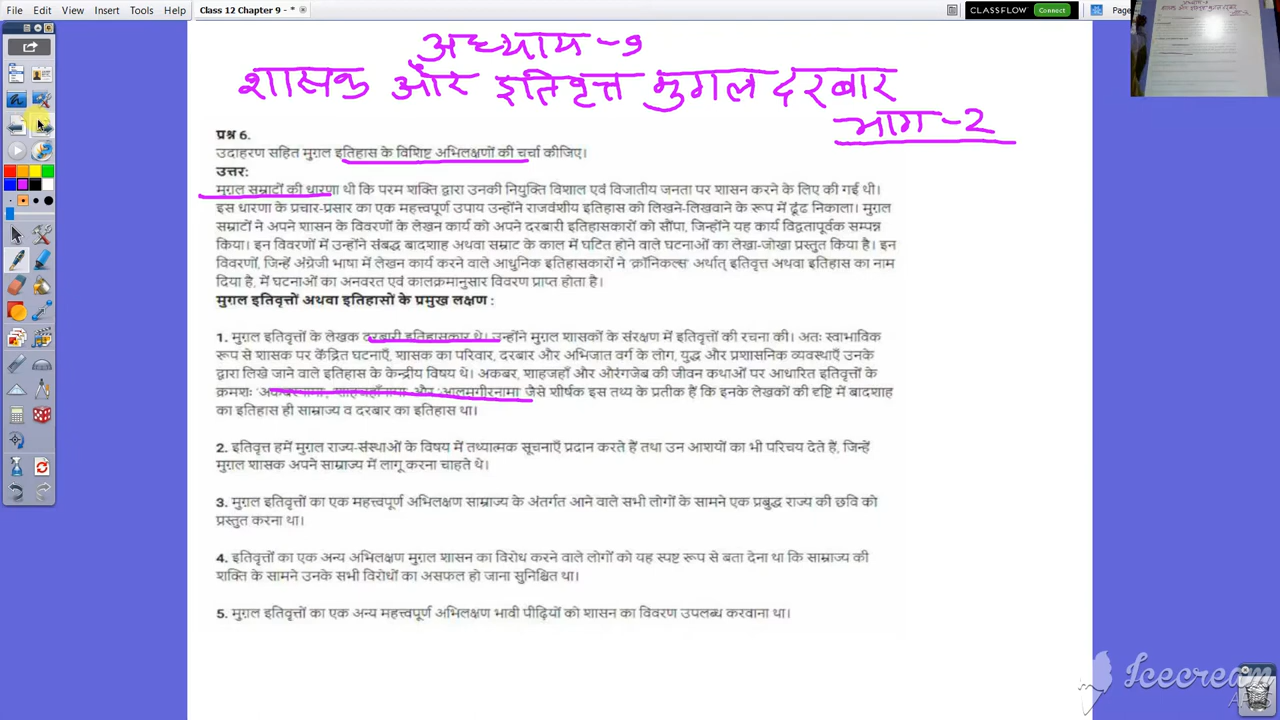 File Edit View Insert Tools Help
Class 12 Chapter 9 - *
CLASSFLOW Connect
अध्याय-9
शासक और इतिवृत्त मुगल दरबार
भाग-2
प्रश्न 6.
उदाहरण सहित मुग़ल इतिहास के विशिष्ट अभिलक्षणों की चर्चा कीजिए।
उत्तर:
मुग़ल सम्राटों की धारणा थी कि परम शक्ति द्वारा उनकी नियुक्ति विशाल एवं विजातीय जनता पर शासन करने के लिए की गई थी।
इस धारणा के प्रचार-प्रसार का एक महत्त्वपूर्ण उपाय उन्होंने राजवंशीय इतिहास को लिखने-लिखवाने के रूप में ढूंढ निकाला। मुग़ल
सम्राटों ने अपने शासन के विवरणों के लेखन कार्य को अपने दरबारी इतिहासकारों को सौंपा, जिन्होंने यह कार्य विद्वतापूर्वक सम्पन्न
किया। इन विवरणों में उन्होंने संबद्ध बादशाह अथवा सम्राट के काल में घटित होने वाले घटनाओं का लेखा-जोखा प्रस्तुत किया है। इन
विवरणों, जिन्हें अंग्रेजी भाषा में लेखन कार्य करने वाले आधुनिक इतिहासकारों ने 'क्रॉनिकल्स' अर्थात् इतिवृत्त अथवा इतिहास का नाम
दिया है, में घटनाओं का अनवरत एवं कालक्रमानुसार विवरण प्राप्त होता है।
मुग़ल इतिवृत्तों अथवा इतिहासों के प्रमुख लक्षण :
1. मुग़ल इतिवृत्तों के लेखक दरबारी इतिहासकार थे। उन्होंने मुग़ल शासकों के संरक्षण में इतिवृत्तों की रचना की। अतः स्वाभाविक
रूप से शासक पर केंद्रित घटनाएँ, शासक का परिवार, दरबार और अभिजात वर्ग के लोग, युद्ध और प्रशासनिक व्यवस्थाएँ उनके
द्वारा लिखे जाने वाले इतिहास के केन्द्रीय विषय थे। अकबर, शाहजहाँ और औरंगजेब की जीवन कथाओं पर आधारित इतिवृत्तों के
क्रमशः 'अकबरनामा', 'शाहजहाँनामा' और 'आलमगीरनामा' जैसे शीर्षक इस तथ्य के प्रतीक हैं कि इनके लेखकों की दृष्टि में बादशाह
का इतिहास ही साम्राज्य व दरबार का इतिहास था।
2. इतिवृत्त हमें मुग़ल राज्य-संस्थाओं के विषय में तथ्यात्मक सूचनाएँ प्रदान करते हैं तथा उन आशयों का भी परिचय देते हैं, जिन्हें
मुग़ल शासक अपने साम्राज्य में लागू करना चाहते थे।
3. मुग़ल इतिवृत्तों का एक महत्त्वपूर्ण अभिलक्षण साम्राज्य के अंतर्गत आने वाले सभी लोगों के सामने एक प्रबुद्ध राज्य की छवि को
प्रस्तुत करना था।
4. इतिवृत्तों का एक अन्य अभिलक्षण मुग़ल शासन का विरोध करने वाले लोगों को यह स्पष्ट रूप से बता देना था कि साम्राज्य की
शक्ति के सामने उनके सभी विरोधों का असफल हो जाना सुनिश्चित था।
5. मुग़ल इतिवृत्तों का एक अन्य महत्त्वपूर्ण अभिलक्षण भावी पीढ़ियों को शासन का विवरण उपलब्ध करवाना था।
Icecream
APPS